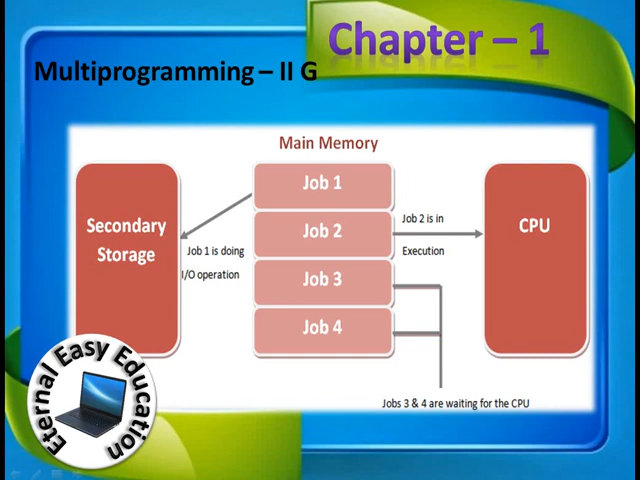 Chapter – 1
Multiprogramming – II G
Main Memory
Job 1
Secondary
Storage
Job 1 is doing
I/O operation
Job 2
Job 2 is in
Execution
CPU
Job 3
Job 4
Jobs 3 & 4 are waiting for the CPU
Eternal Easy Education